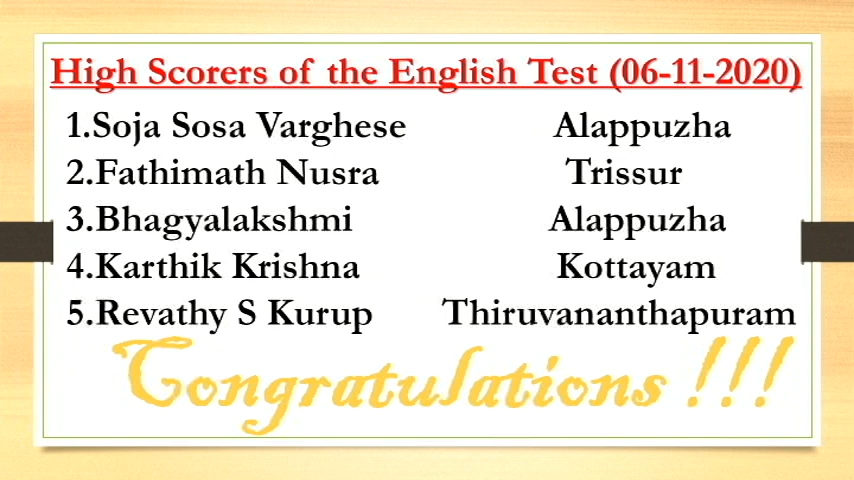 High Scorers of the English Test (06-11-2020)
1.Soja Sosa Varghese Alappuzha
2.Fathimath Nusra Trissur
3.Bhagyalakshmi Alappuzha
4.Karthik Krishna Kottayam
5.Revathy S Kurup Thiruvananthapuram
Congratulations !!!